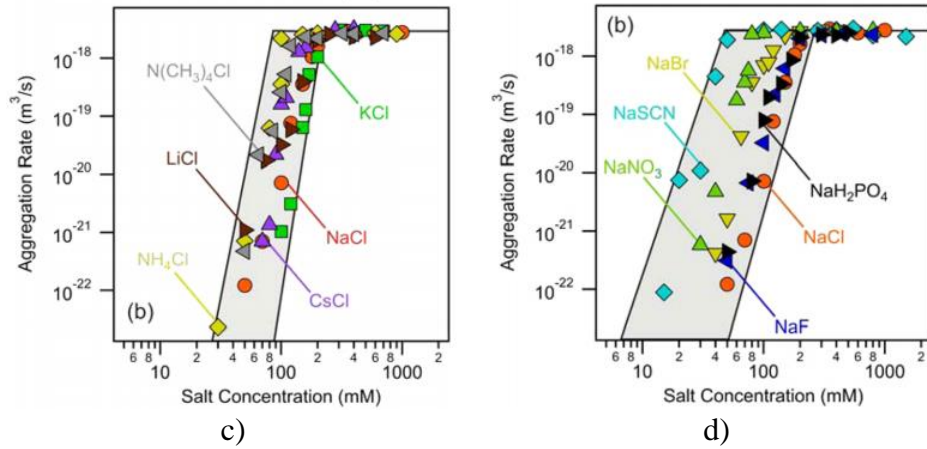 Aggregation Rate (m³/s)
10⁻¹⁸
10⁻¹⁹
10⁻²⁰
10⁻²¹
10⁻²²
N(CH₃)₄Cl
KCl
LiCl
NaCl
NH₄Cl
CsCl
(b)
6 8 2 4 6 8 2 4 6 8 2
10 100 1000
Salt Concentration (mM)
c)
Aggregation Rate (m³/s)
(b)
10⁻¹⁸
10⁻¹⁹
10⁻²⁰
10⁻²¹
10⁻²²
NaBr
NaSCN
NaNO₃
NaH₂PO₄
NaCl
NaF
6 8 2 4 6 8 2 4 6 8 2
10 100 1000
Salt Concentration (mM)
d)